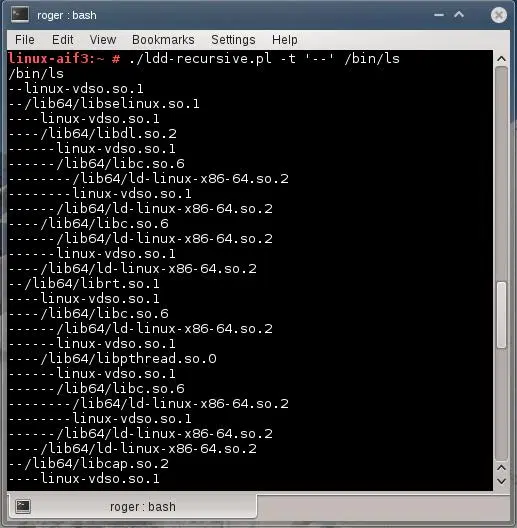 roger : bash
File Edit View Bookmarks Settings Help
linux-aif3:~ # ./ldd-recursive.pl -t '--' /bin/ls
/bin/ls
--linux-vdso.so.1
--/lib64/libselinux.so.1
----linux-vdso.so.1
----/lib64/libdl.so.2
------linux-vdso.so.1
------/lib64/libc.so.6
--------/lib64/ld-linux-x86-64.so.2
--------linux-vdso.so.1
------/lib64/ld-linux-x86-64.so.2
----/lib64/libc.so.6
------/lib64/ld-linux-x86-64.so.2
------linux-vdso.so.1
----/lib64/ld-linux-x86-64.so.2
--/lib64/librt.so.1
----linux-vdso.so.1
----/lib64/libc.so.6
------/lib64/ld-linux-x86-64.so.2
------linux-vdso.so.1
----/lib64/libpthread.so.0
------linux-vdso.so.1
------/lib64/libc.so.6
--------/lib64/ld-linux-x86-64.so.2
--------linux-vdso.so.1
------/lib64/ld-linux-x86-64.so.2
----/lib64/ld-linux-x86-64.so.2
--/lib64/libcap.so.2
----linux-vdso.so.1
roger : bash